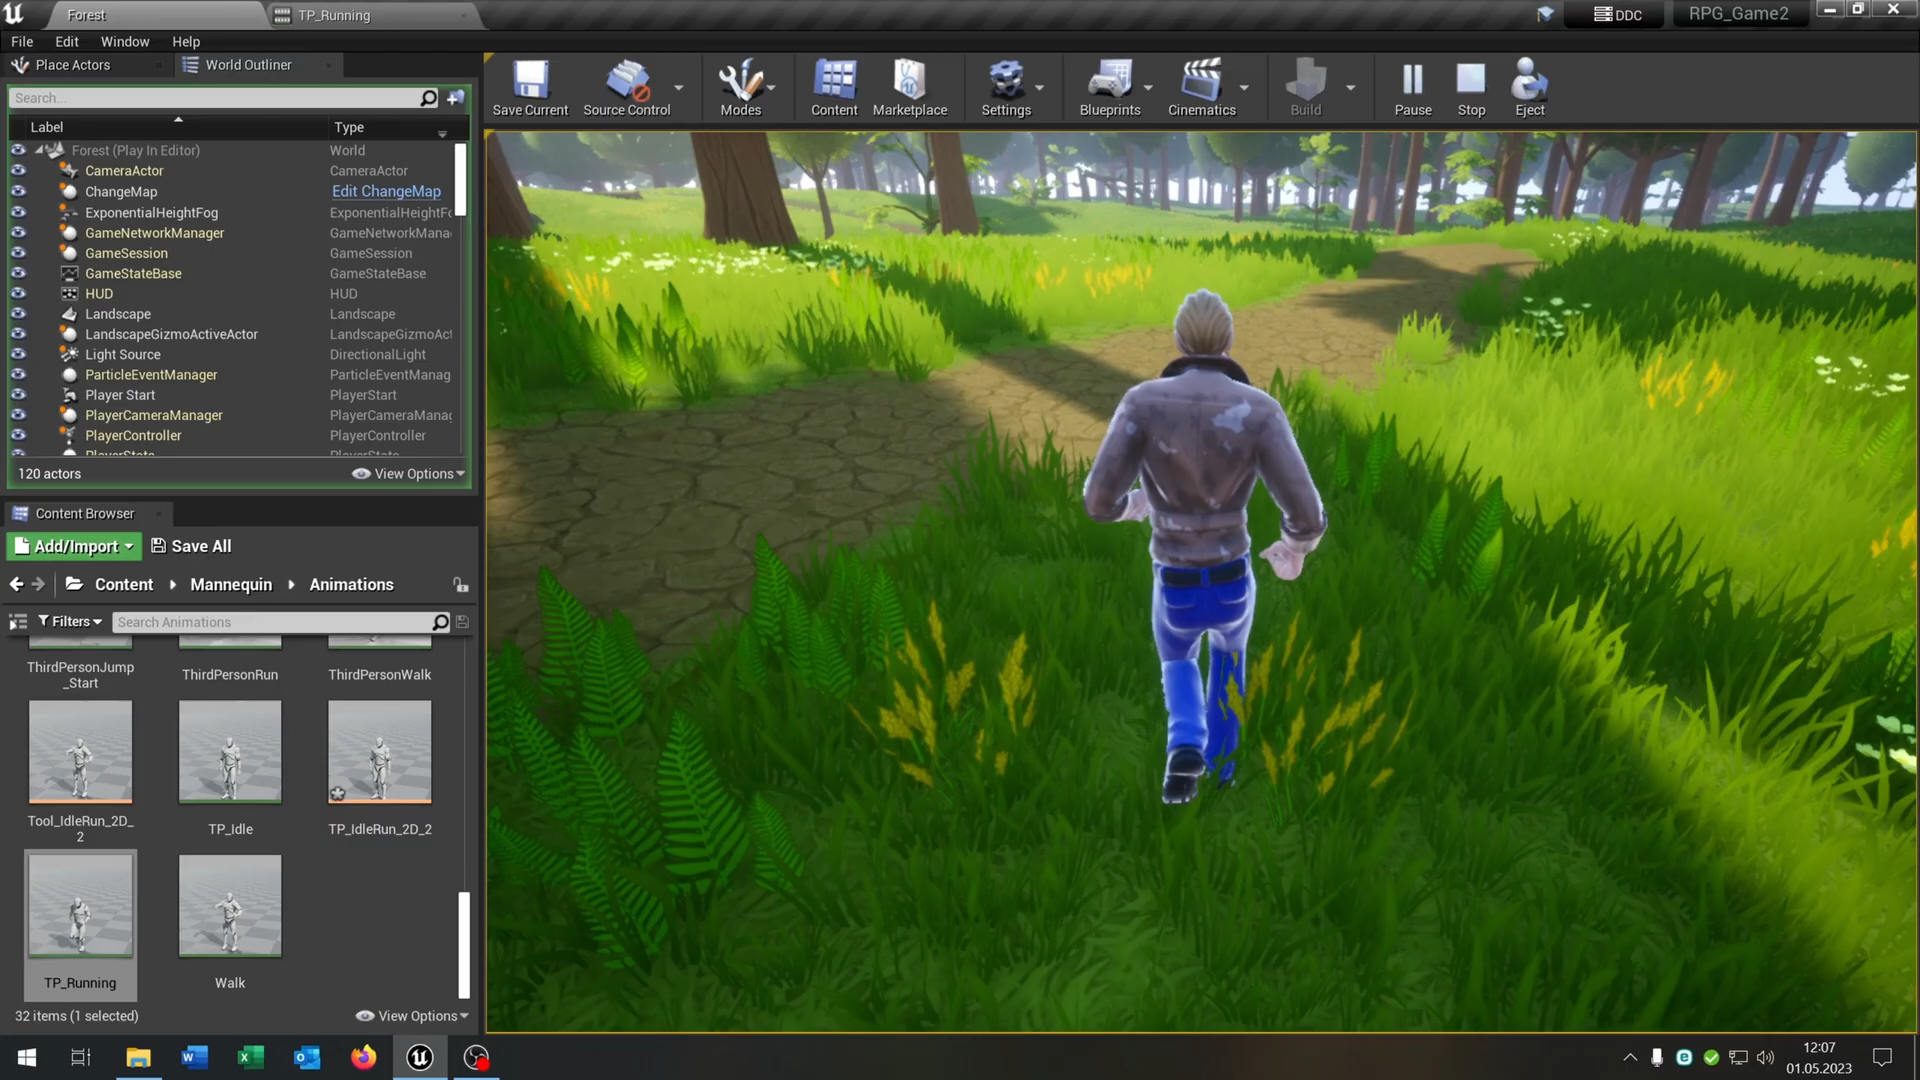 Forest
TP_Running
DDC
RPG_Game2
File Edit Window Help
Place Actors
World Outliner
Search...
Label Type
Forest (Play In Editor) World
CameraActor CameraActor
ChangeMap Edit ChangeMap
ExponentialHeightFog ExponentialHeightFo
GameNetworkManager GameNetworkMana
GameSession GameSession
GameStateBase GameStateBase
HUD HUD
Landscape Landscape
LandscapeGizmoActiveActor LandscapeGizmoAct
Light Source DirectionalLight
ParticleEventManager ParticleEventManag
Player Start PlayerStart
PlayerCameraManager PlayerCameraManag
PlayerController PlayerController
120 actors
View Options
Save Current
Source Control
Modes
Content
Marketplace
Settings
Blueprints
Cinematics
Build
Pause
Stop
Eject
Content Browser
Add/Import
Save All
Content
Mannequin
Animations
Filters
Search Animations
ThirdPersonJump
_Start
ThirdPersonRun
ThirdPersonWalk
Tool_IdleRun_2D_
2
TP_Idle
TP_IdleRun_2D_2
TP_Running
Walk
32 items (1 selected)
View Options
12:07
01.05.2023